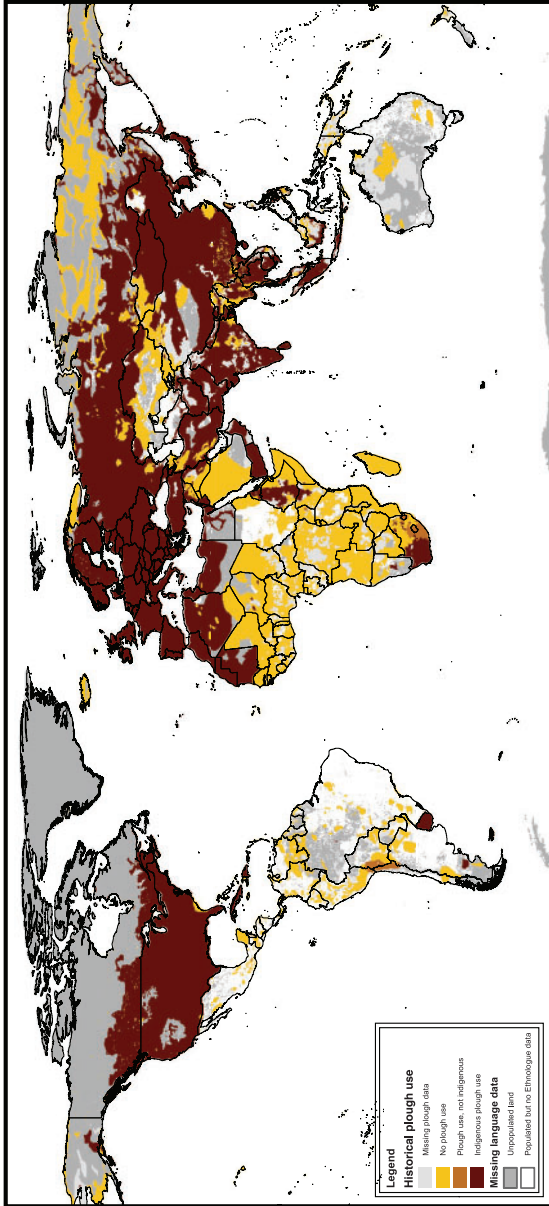 Legend
Historical plough use
Missing plough data
No plough use
Plough use, not indigenous
Indigenous plough use
Missing language data
Unpopulated land
Populated but no Ethnologue data